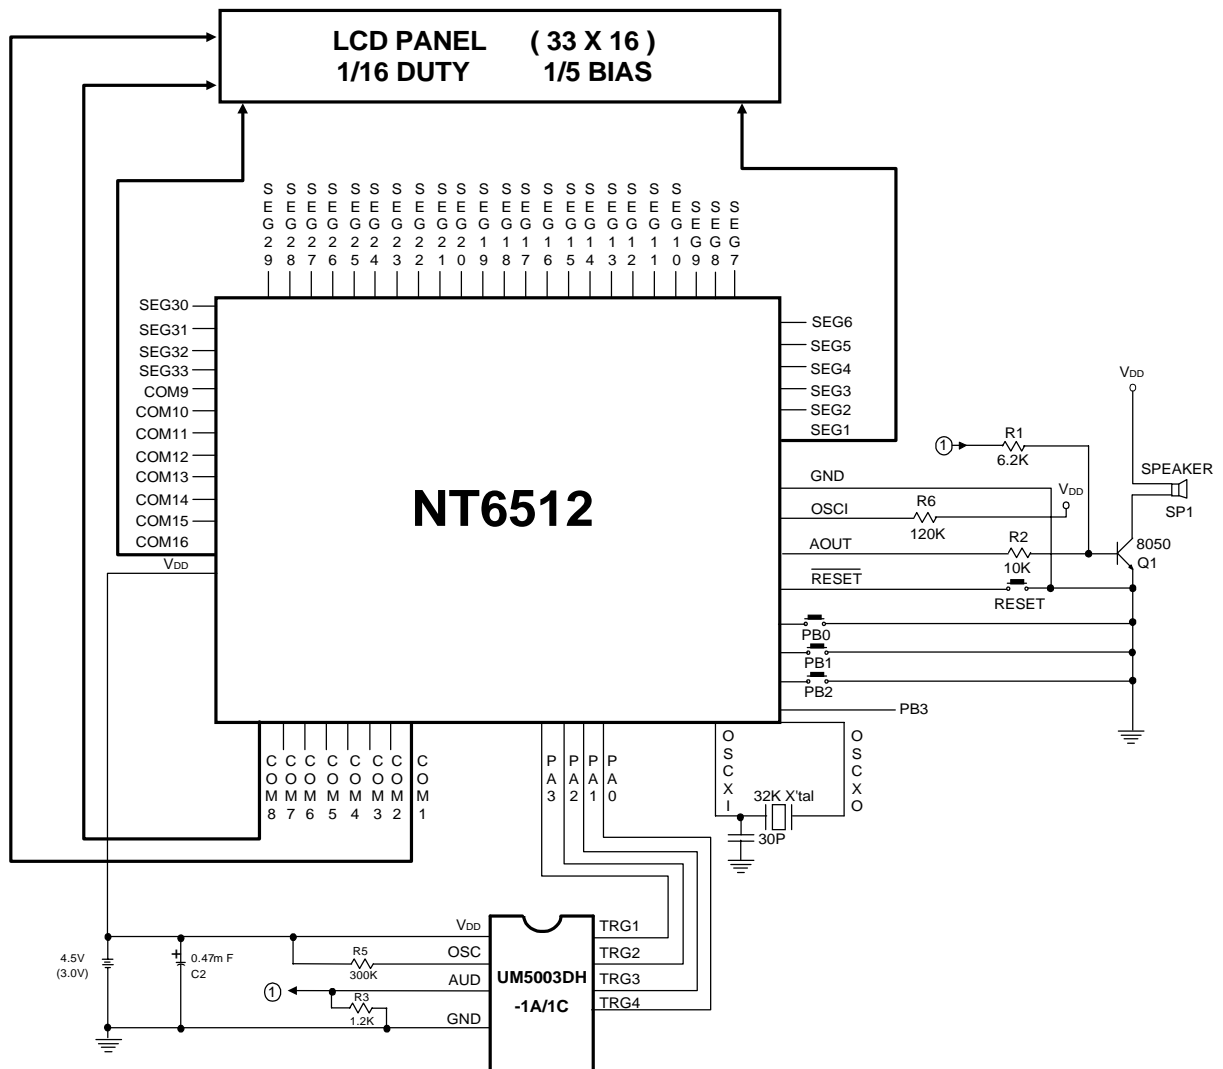 LCD PANEL ( 33 X 16 )
1/16 DUTY 1/5 BIAS
SEG29
SEG28
SEG27
SEG26
SEG25
SEG24
SEG23
SEG22
SEG21
SEG20
SEG19
SEG18
SEG17
SEG16
SEG15
SEG14
SEG13
SEG12
SEG11
SEG10
SEG9
SEG8
SEG7
SEG30
SEG31
SEG32
SEG33
COM9
COM10
COM11
COM12
COM13
COM14
COM15
COM16
VDD
NT6512
SEG6
SEG5
SEG4
SEG3
SEG2
SEG1
GND
OSCI
AOUT
RESET
PB0
PB1
PB2
PB3
1
R1
6.2K
VDD
R6
120K
R2
10K
RESET
VDD
SPEAKER
SP1
8050
Q1
COM8
COM7
COM6
COM5
COM4
COM3
COM2
COM1
PA3
PA2
PA1
PA0
OSCXI
OSCXO
32K X'tal
30P
4.5V
(3.0V)
+
0.47m F
C2
VDD
OSC
AUD
GND
R5
300K
1
R3
1.2K
UM5003DH
-1A/1C
TRG1
TRG2
TRG3
TRG4